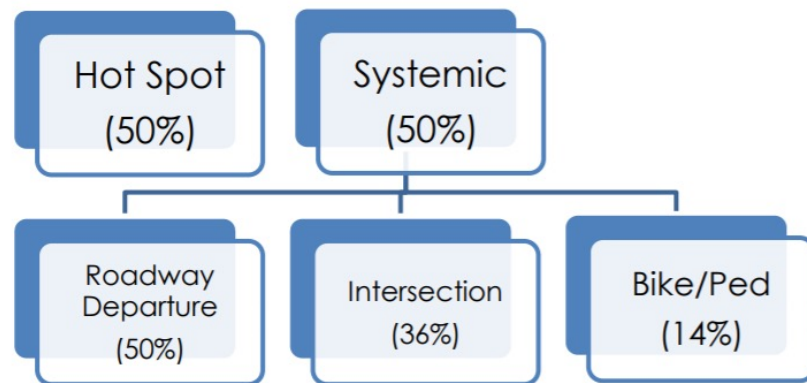 Hot Spot
(50%)
Systemic
(50%)
Roadway
Departure
(50%)
Intersection
(36%)
Bike/Ped
(14%)